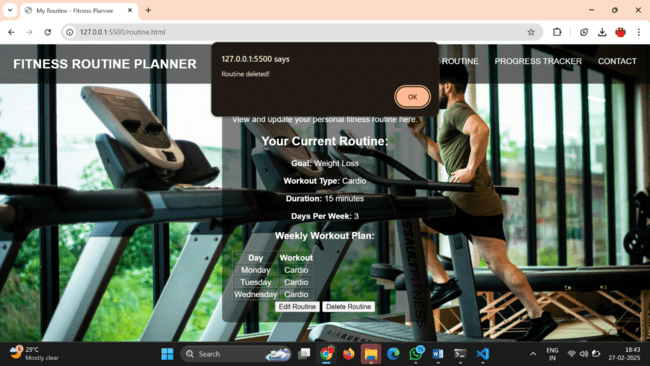 My Routine - Fitness Planner
127.0.0.1:5500/routine.html
127.0.0.1:5500 says
Routine deleted!
OK
FITNESS ROUTINE PLANNER
ROUTINE
PROGRESS TRACKER
CONTACT
View and update your personal fitness routine here.
Your Current Routine:
Goal: Weight Loss
Workout Type: Cardio
Duration: 15 minutes
Days Per Week: 3
Weekly Workout Plan:
Day Workout
Monday Cardio
Tuesday Cardio
Wednesday Cardio
Edit Routine Delete Routine
ASSAULT FITNESS
29°C
Mostly clear
Search
ENG
IN
18:43
27-02-2025